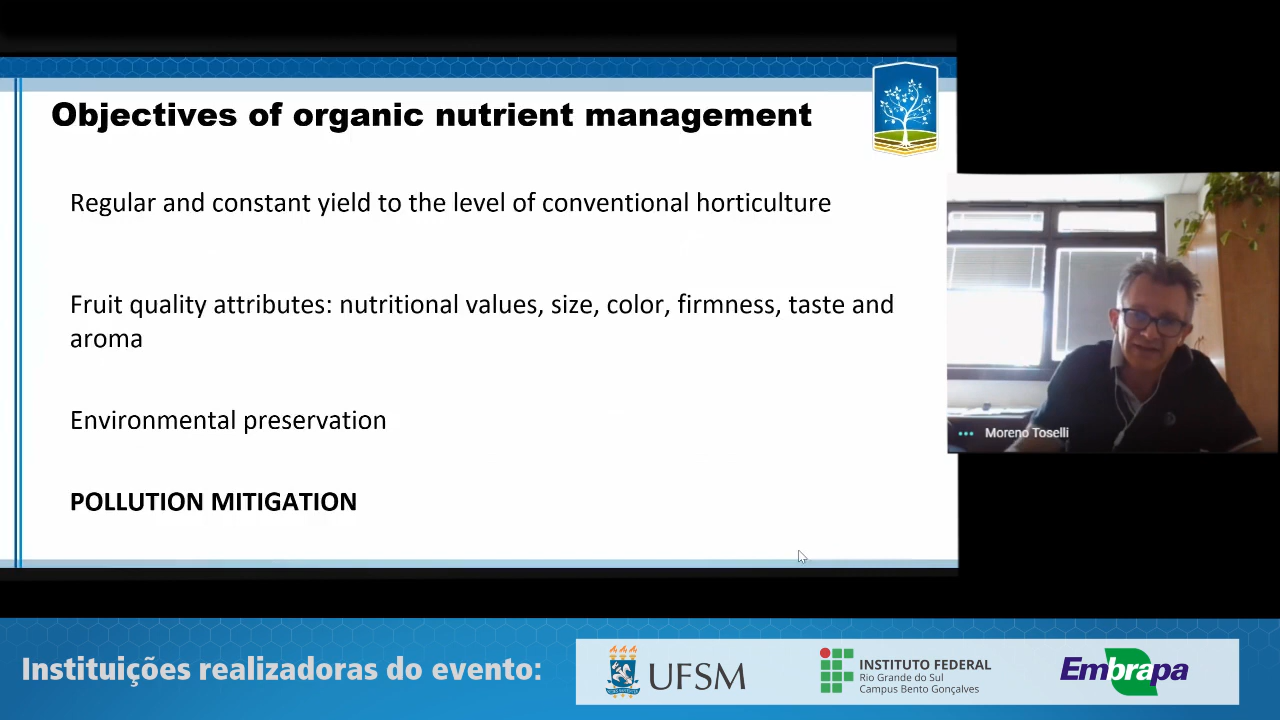 Objectives of organic nutrient management
Regular and constant yield to the level of conventional horticulture
Fruit quality attributes: nutritional values, size, color, firmness, taste and
aroma
Environmental preservation
POLLUTION MITIGATION
Moreno Toselli
Instituições realizadoras do evento:
UFSM
INSTITUTO FEDERAL
Rio Grande do Sul
Campus Bento Gonçalves
Embrapa